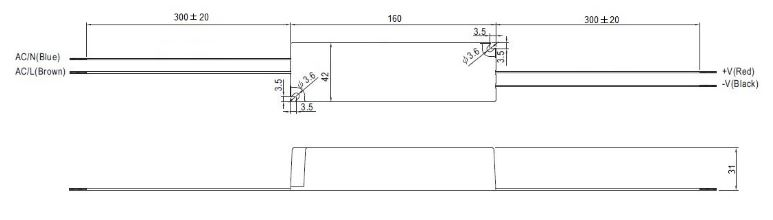 300±20
160
300±20
3.5
3.5
ϕ3.6
AC/N(Blue)
AC/L(Brown)
ϕ3.6
42
3.5
3.5
+V(Red)
-V(Black)
31